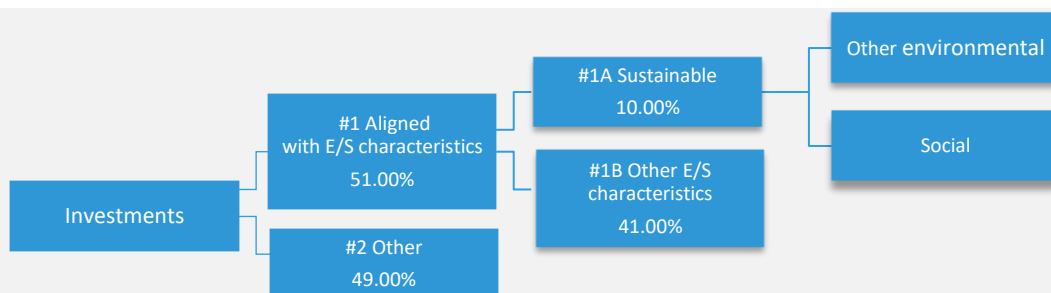 Investments
#1 Aligned
with E/S characteristics
51.00%
#2 Other
49.00%
#1A Sustainable
10.00%
#1B Other E/S
characteristics
41.00%
Other environmental
Social